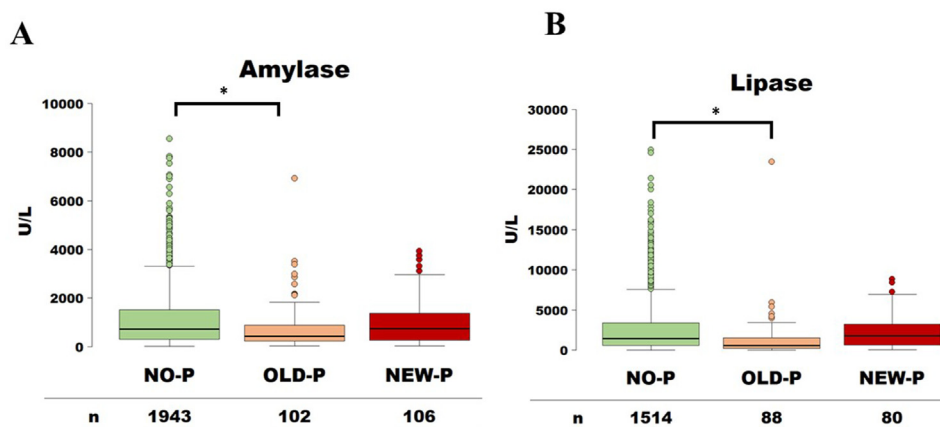 A
Amylase
*
10000
8000
6000
4000
2000
0
U/L
NO-P OLD-P NEW-P
n 1943 102 106
B
Lipase
*
30000
25000
20000
15000
10000
5000
0
U/L
NO-P OLD-P NEW-P
n 1514 88 80